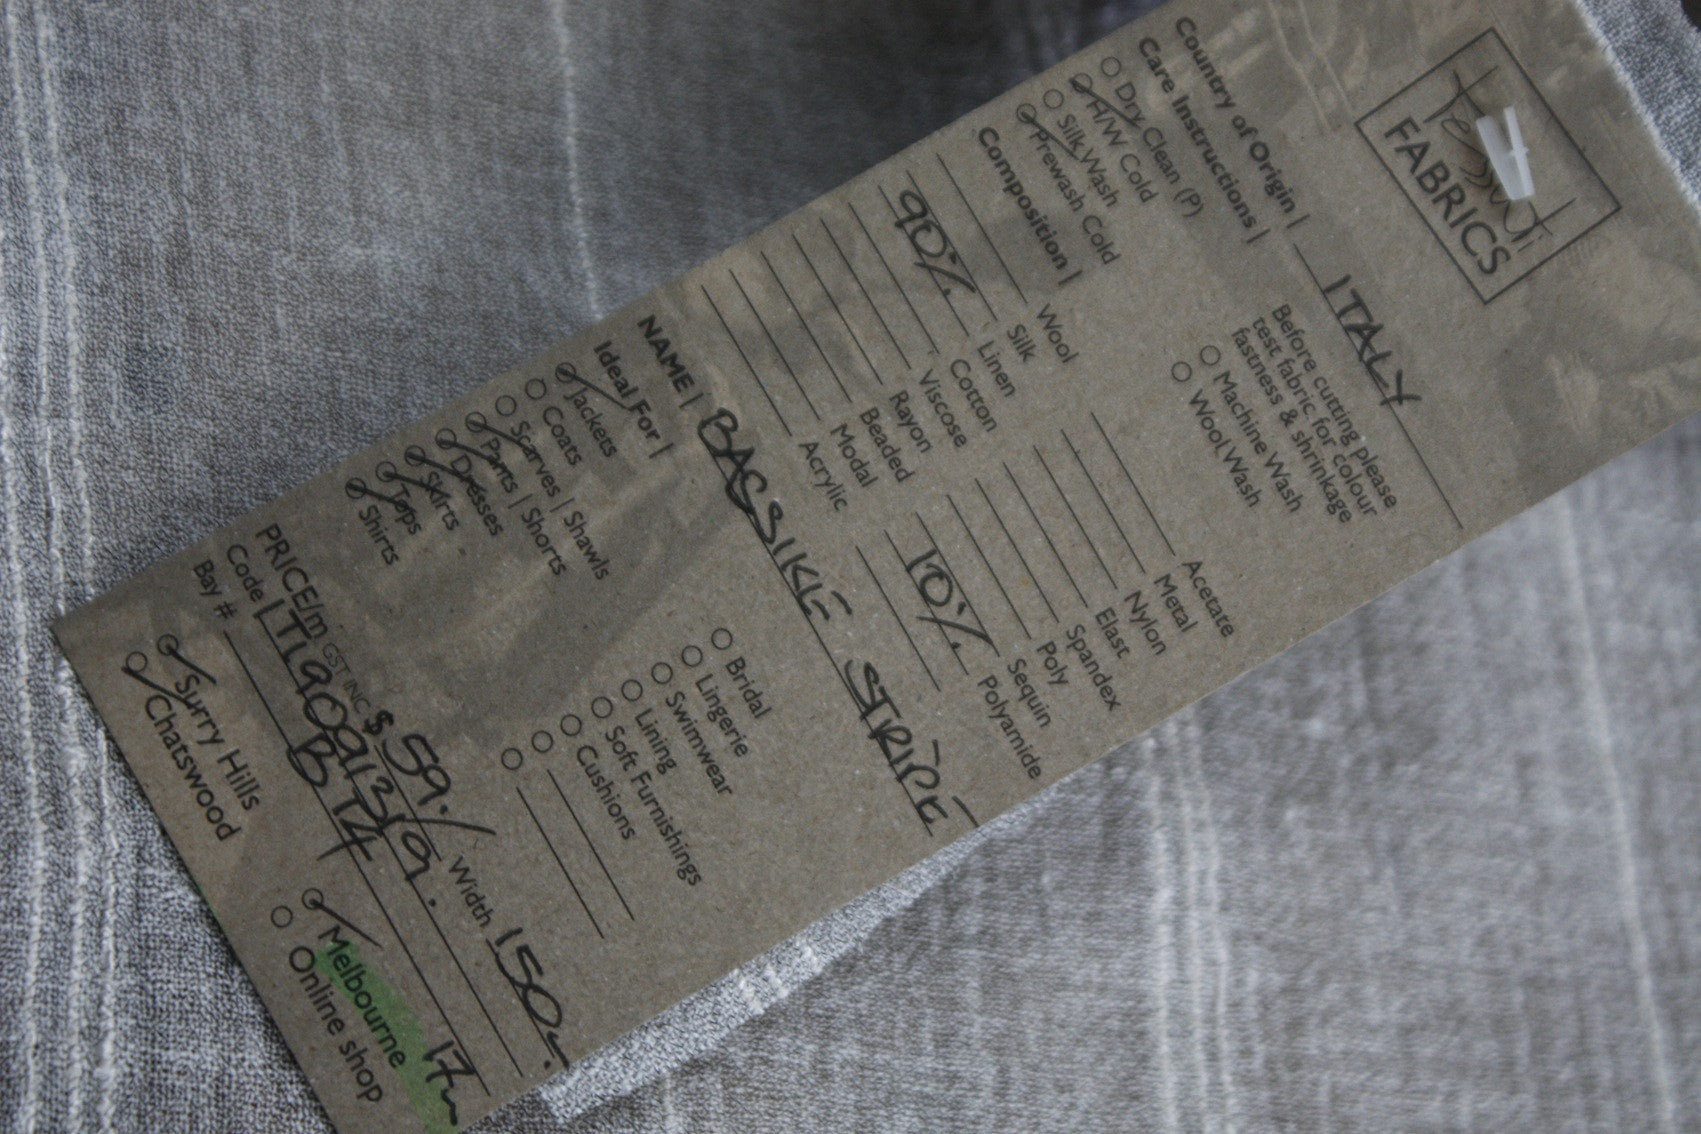 Tessuti
FABRICS
Country of Origin | ITALY
Care Instructions |
Dry Clean (P)
H/W Cold
Silk Wash
Prewash Cold
Before cutting please
test fabric for colour
fastness & shrinkage
Machine Wash
Wool Wash
Composition |
Wool Acetate
Silk Metal
90% Linen Nylon
Cotton Elast
Viscose Spandex
Rayon Poly
Beaded Sequin
Modal 10% Polyamide
Acrylic
NAME | BASSIKE STRIPE
Ideal For |
Jackets Bridal
Coats Lingerie
Scarves | Shawls Swimwear
Pants | Shorts Lining
Dresses Soft Furnishings
Skirts Cushions
Tops
Shirts
PRICE/m GST INC $59. Width 150
Code |
Bay # B T4
Surry Hills Melbourne 17m
Chatswood Online shop